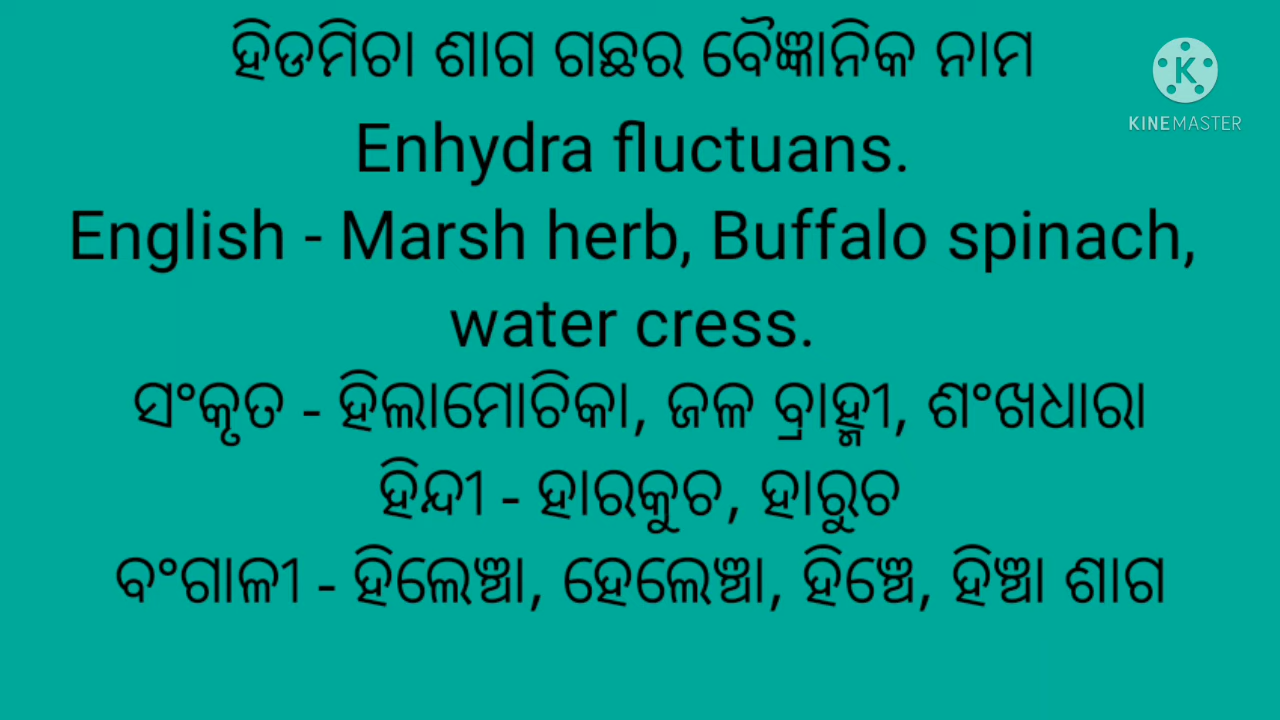 ହିଡମିଚା ଶାଗ ଗଛର ବୈଜ୍ଞାନିକ ନାମ
Enhydra fluctuans.
English - Marsh herb, Buffalo spinach,
water cress.
ସଂକୃତ - ହିଲାମୋଚିକା, ଜଳ ବ୍ରାହ୍ମୀ, ଶଂଖଧାରା
ହିନ୍ଦୀ - ହାରକୁଚ, ହାରୁଚ
ବଂଗାଳୀ - ହିଲେଞ୍ଚା, ହେଲେଞ୍ଚା, ହିଞ୍ଚେ, ହିଞ୍ଚା ଶାଗ
K
KINEMASTER